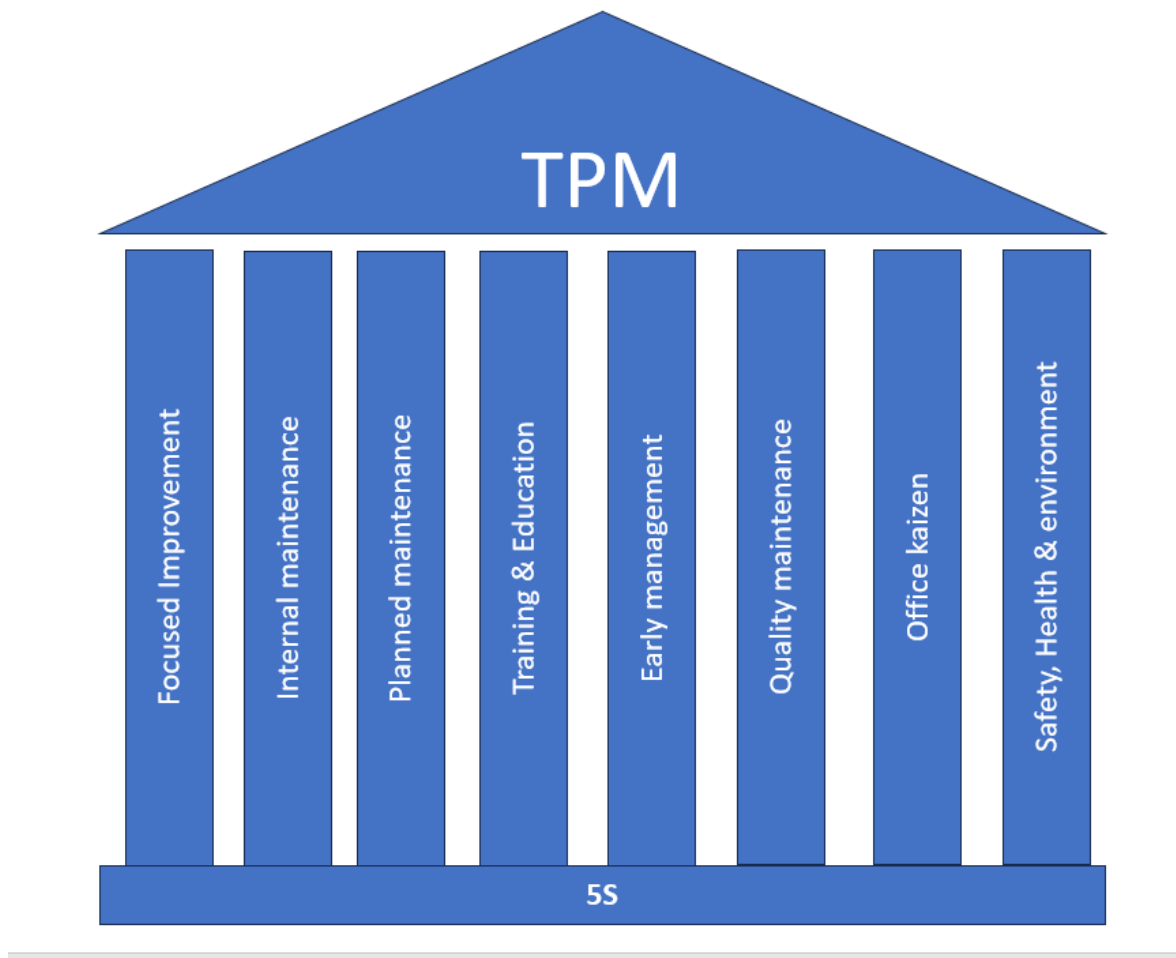 TPM
Focused Improvement
Internal maintenance
Planned maintenance
Training & Education
Early management
Quality maintenance
Office kaizen
Safety, Health & environment
5S